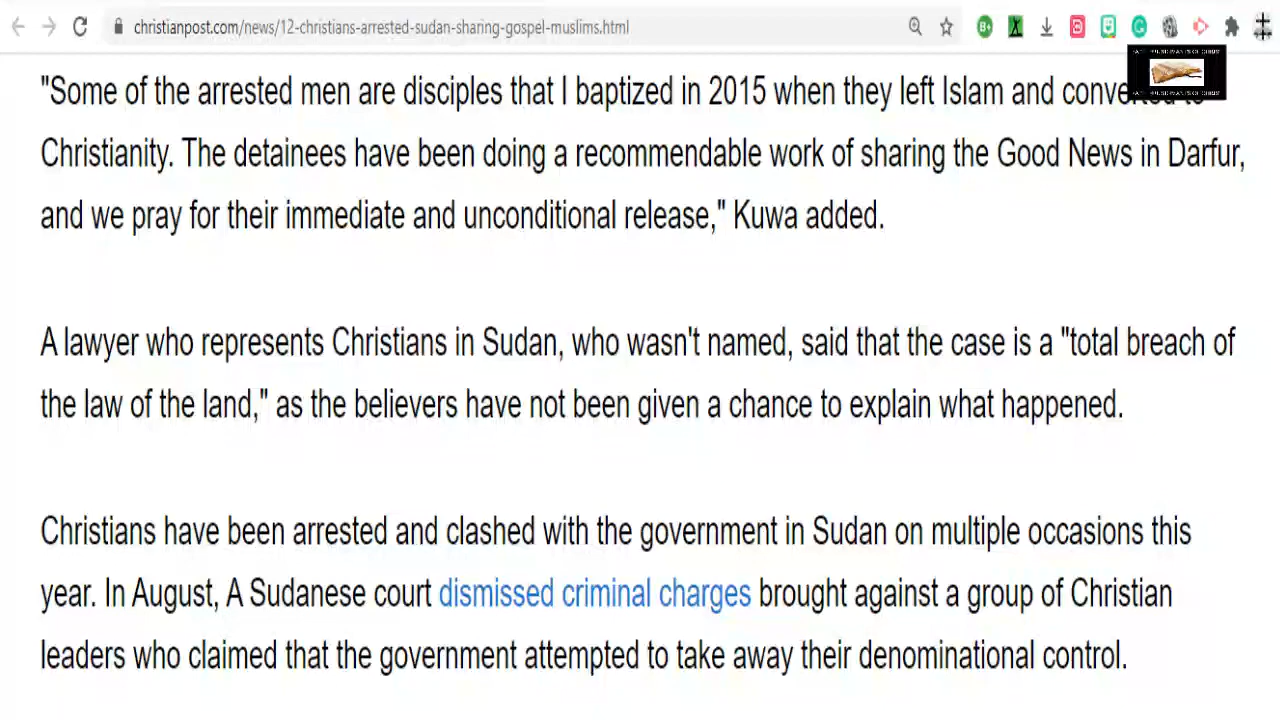 christianpost.com/news/12-christians-arrested-sudan-sharing-gospel-muslims.html
"Some of the arrested men are disciples that I baptized in 2015 when they left Islam and converted to
Christianity. The detainees have been doing a recommendable work of sharing the Good News in Darfur,
and we pray for their immediate and unconditional release," Kuwa added.
A lawyer who represents Christians in Sudan, who wasn't named, said that the case is a "total breach of
the law of the land," as the believers have not been given a chance to explain what happened.
Christians have been arrested and clashed with the government in Sudan on multiple occasions this
year. In August, A Sudanese court dismissed criminal charges brought against a group of Christian
leaders who claimed that the government attempted to take away their denominational control.